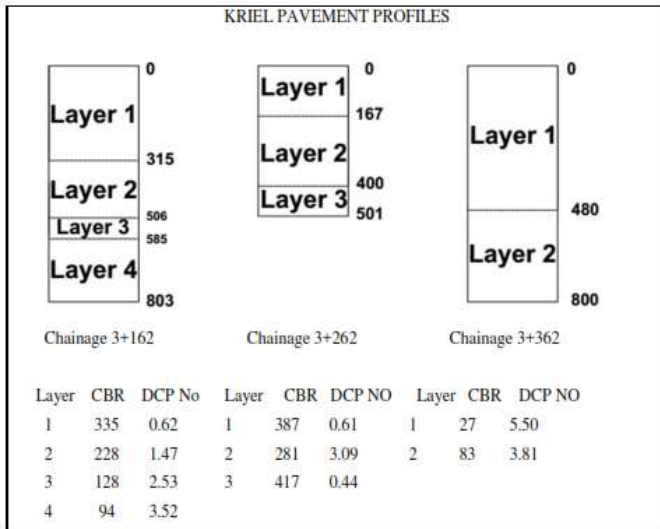 KRIEL PAVEMENT PROFILES
0
Layer 1
315
Layer 2
506
Layer 3
585
Layer 4
803
Chainage 3+162
0
Layer 1
167
Layer 2
400
Layer 3
501
Chainage 3+262
0
Layer 1
480
Layer 2
800
Chainage 3+362
Layer CBR DCP No Layer CBR DCP NO Layer CBR DCP NO
1 335 0.62 1 387 0.61 1 27 5.50
2 228 1.47 2 281 3.09 2 83 3.81
3 128 2.53 3 417 0.44
4 94 3.52